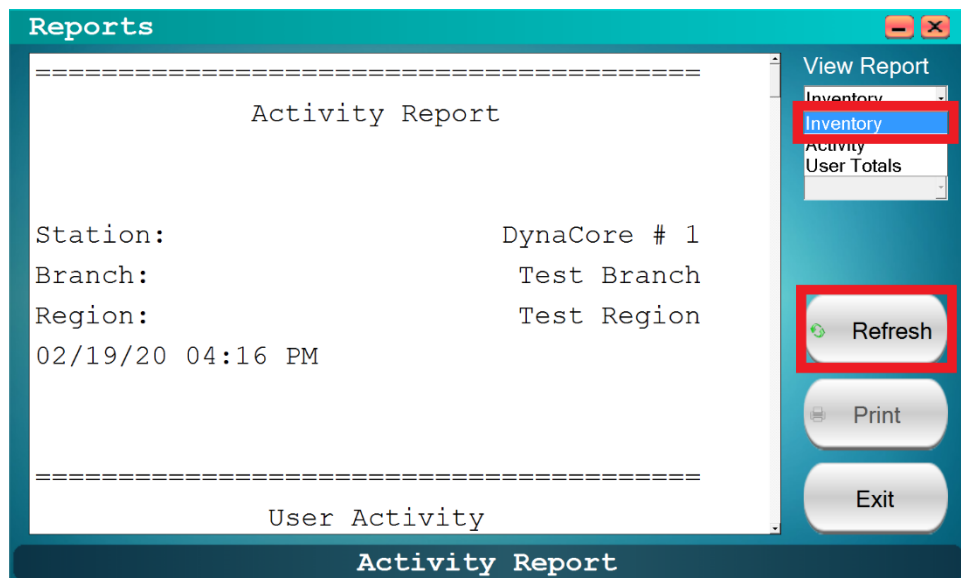 Reports
========================================
Activity Report
Station: DynaCore # 1
Branch: Test Branch
Region: Test Region
02/19/20 04:16 PM
========================================
User Activity
View Report
Inventory
Inventory
Activity
User Totals
Refresh
Print
Exit
Activity Report